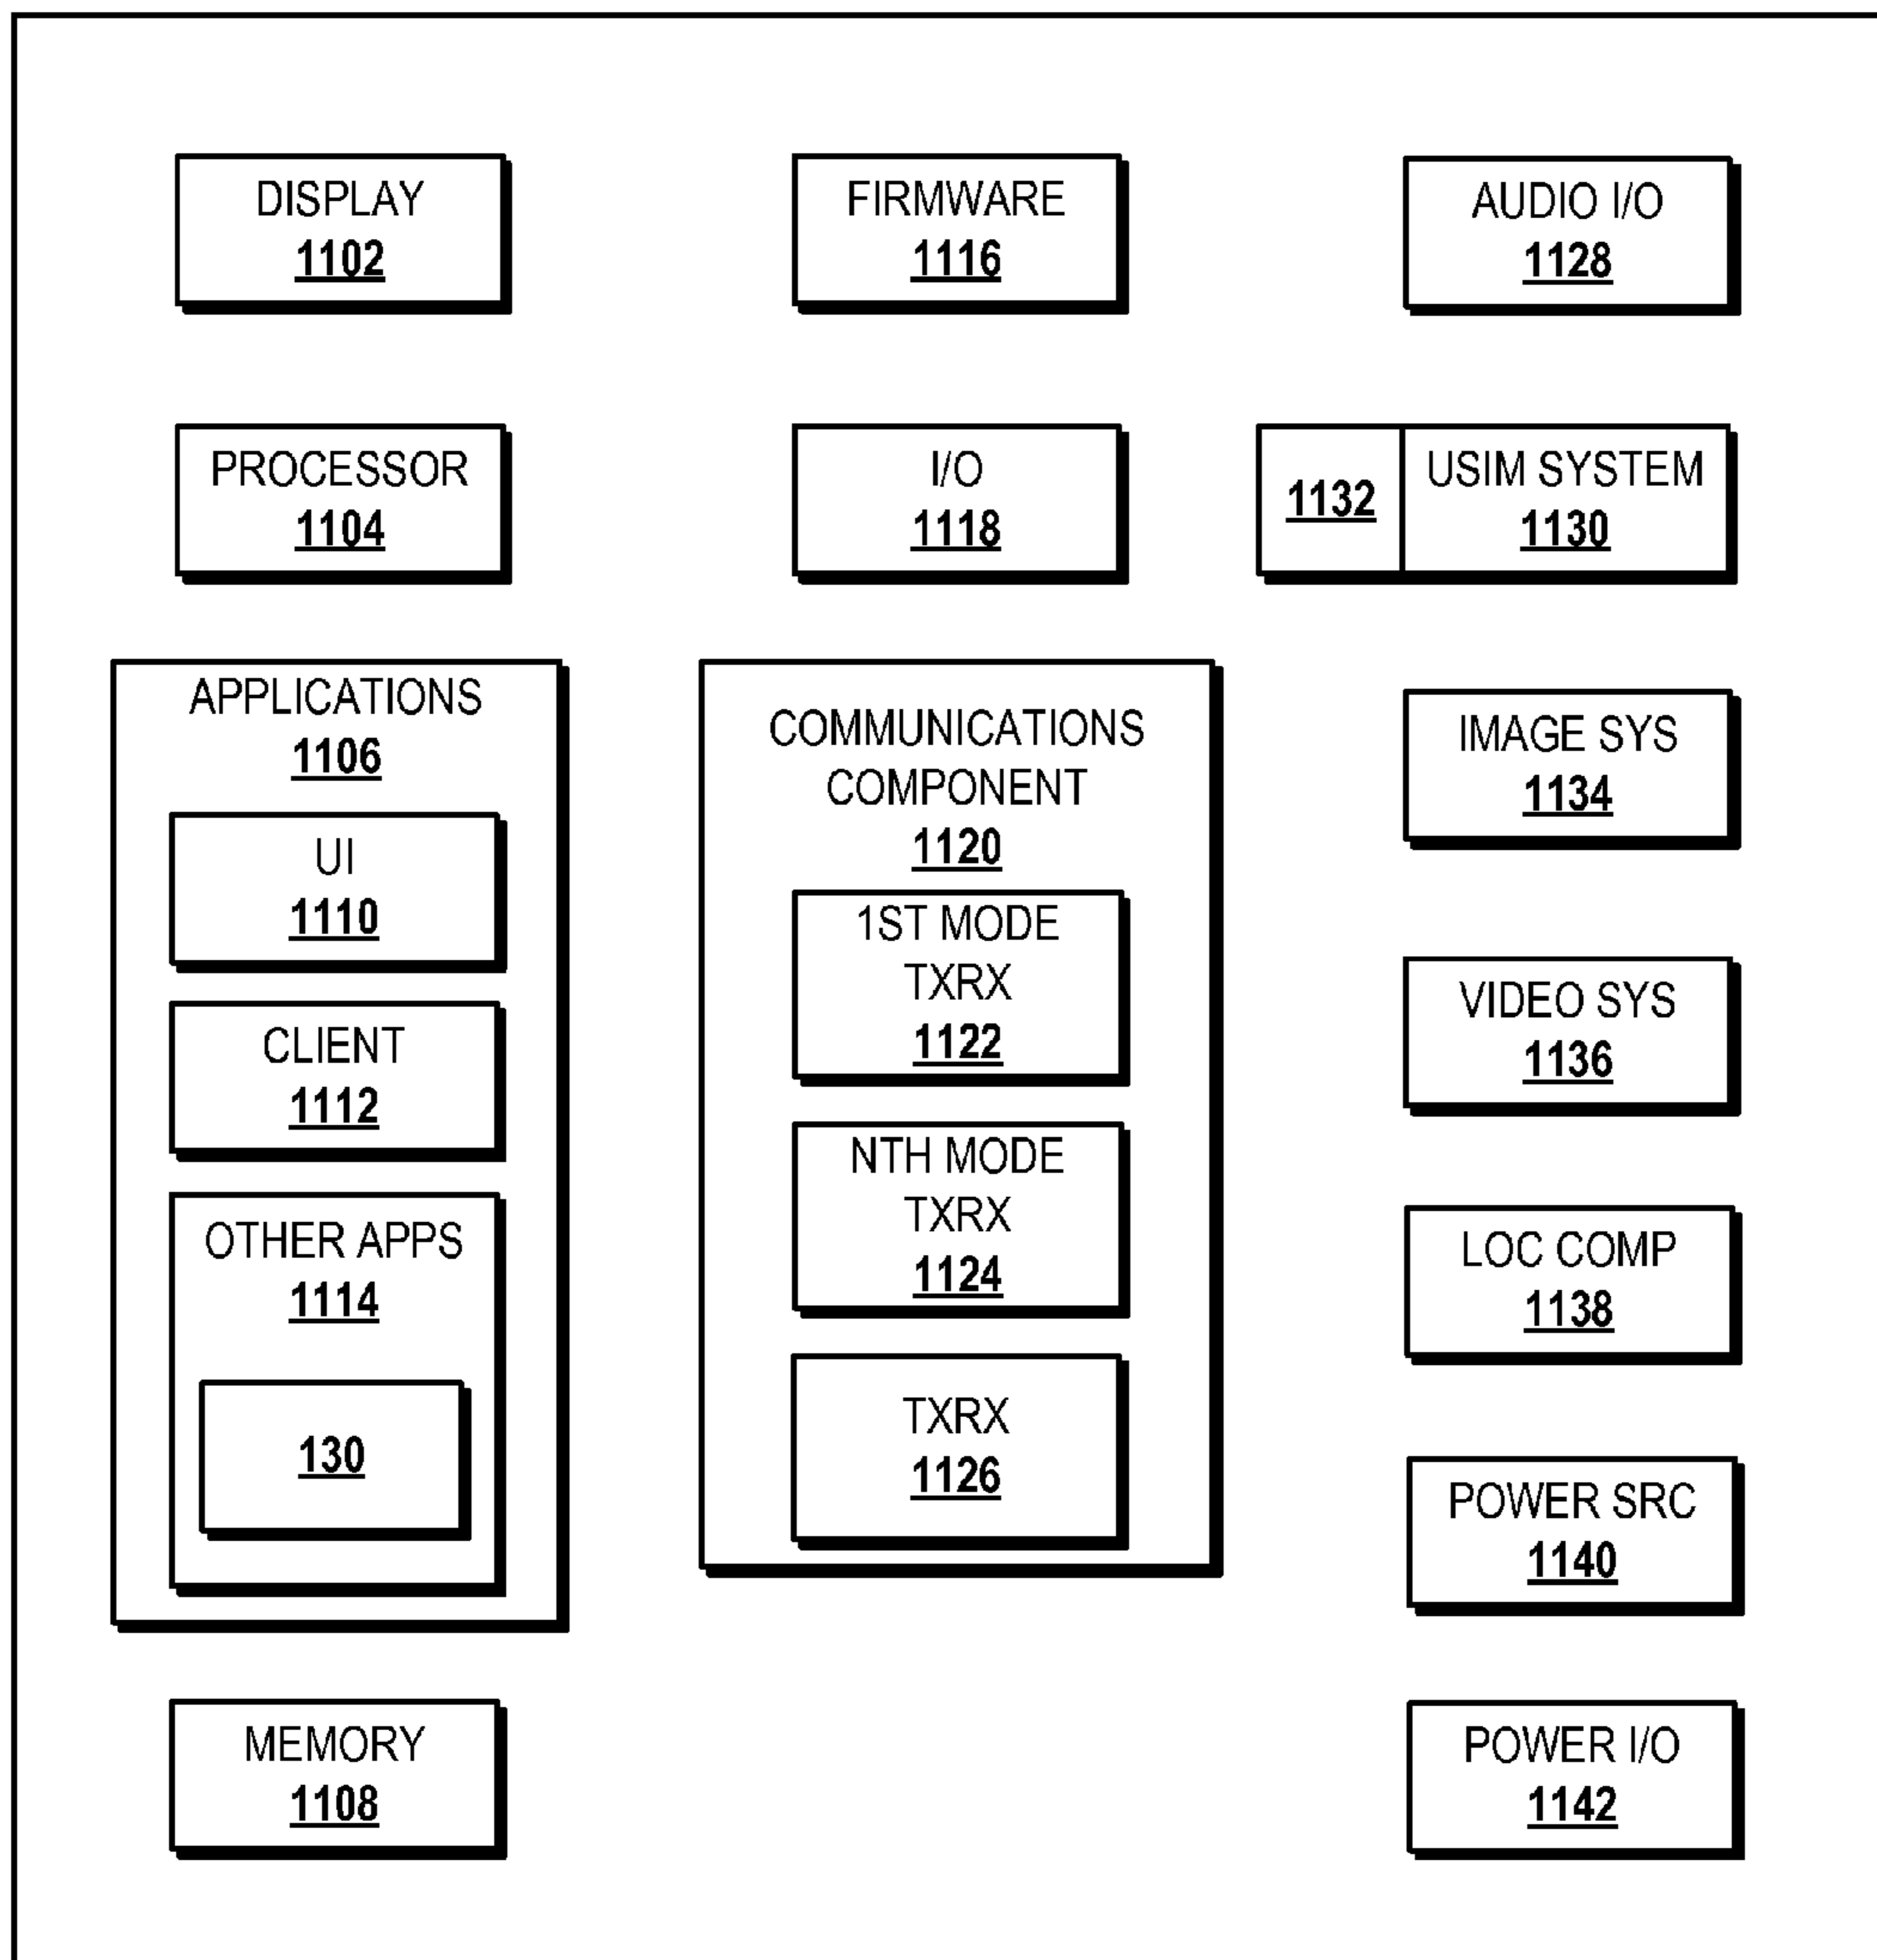 DISPLAY
1102
PROCESSOR
1104
APPLICATIONS
1106
UI
1110
CLIENT
1112
OTHER APPS
1114
130
MEMORY
1108
FIRMWARE
1116
I/O
1118
COMMUNICATIONS
COMPONENT
1120
1ST MODE
TXRX
1122
NTH MODE
TXRX
1124
TXRX
1126
AUDIO I/O
1128
1132
USIM SYSTEM
1130
IMAGE SYS
1134
VIDEO SYS
1136
LOC COMP
1138
POWER SRC
1140
POWER I/O
1142